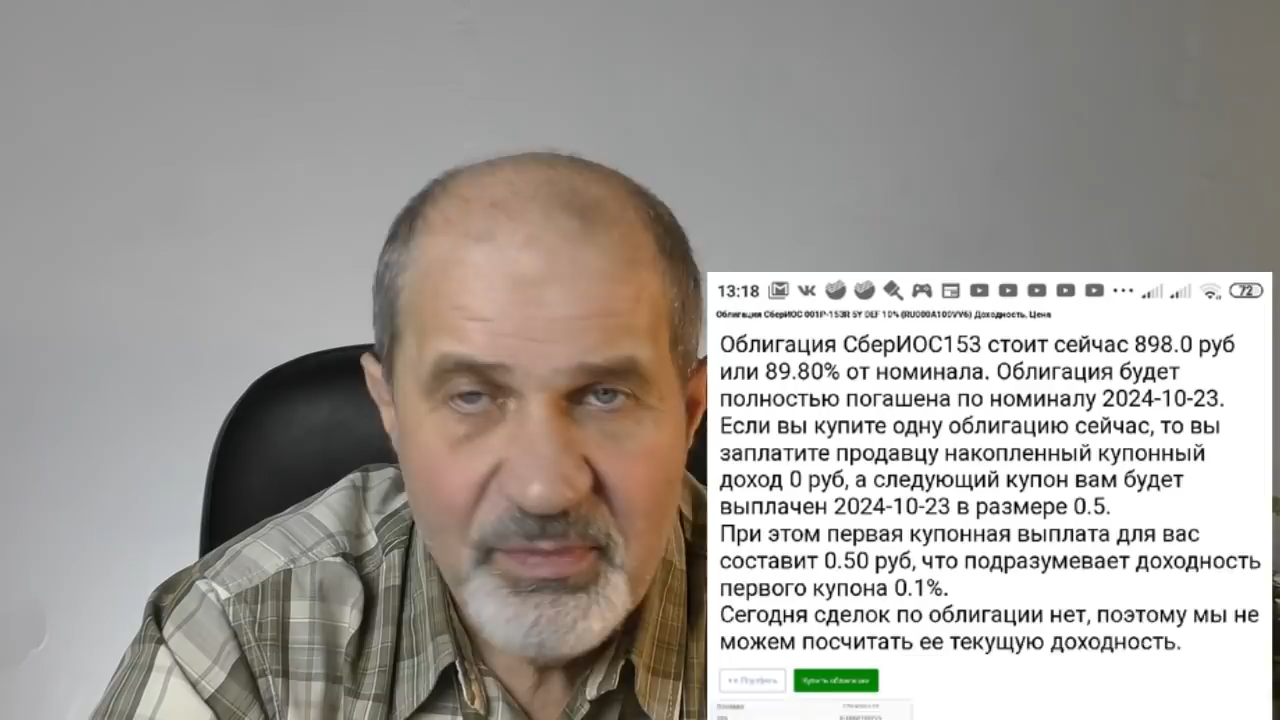 13:18
72
Облигация СберИОС 001P-153R 5Y DEF 10% (RU000A100VV6) Доходность, Цена
Облигация СберИОС153 стоит сейчас 898.0 руб
или 89.80% от номинала. Облигация будет
полностью погашена по номиналу 2024-10-23.
Если вы купите одну облигацию сейчас, то вы
заплатите продавцу накопленный купонный
доход 0 руб, а следующий купон вам будет
выплачен 2024-10-23 в размере 0.5.
При этом первая купонная выплата для вас
составит 0.50 руб, что подразумевает доходность
первого купона 0.1%.
Сегодня сделок по облигации нет, поэтому мы не
можем посчитать ее текущую доходность.
Купить облигацию